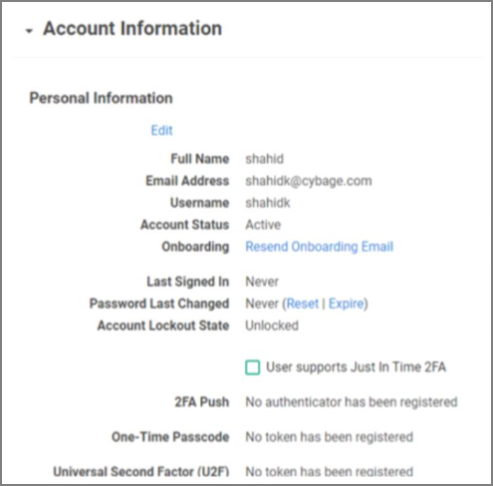 Account Information
Personal Information
Edit
Full Name shahid
Email Address shahidk@cybage.com
Username shahidk
Account Status Active
Onboarding Resend Onboarding Email
Last Signed In Never
Password Last Changed Never (Reset | Expire)
Account Lockout State Unlocked
User supports Just In Time 2FA
2FA Push No authenticator has been registered
One-Time Passcode No token has been registered
Universal Second Factor (U2F) No token has been registered